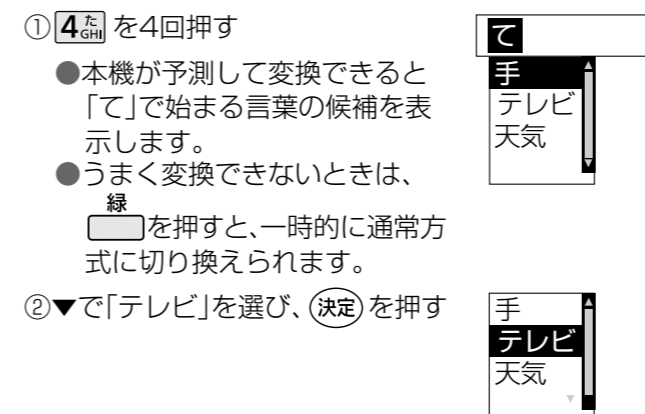 ①4たGHIを4回押す
●本機が予測して変換できると
「て」で始まる言葉の候補を表
示します。
●うまく変換できないときは、
緑
を押すと、一時的に通常方
式に切り換えられます。
②▼で「テレビ」を選び、決定を押す
て
手
テレビ
天気
手
テレビ
天気